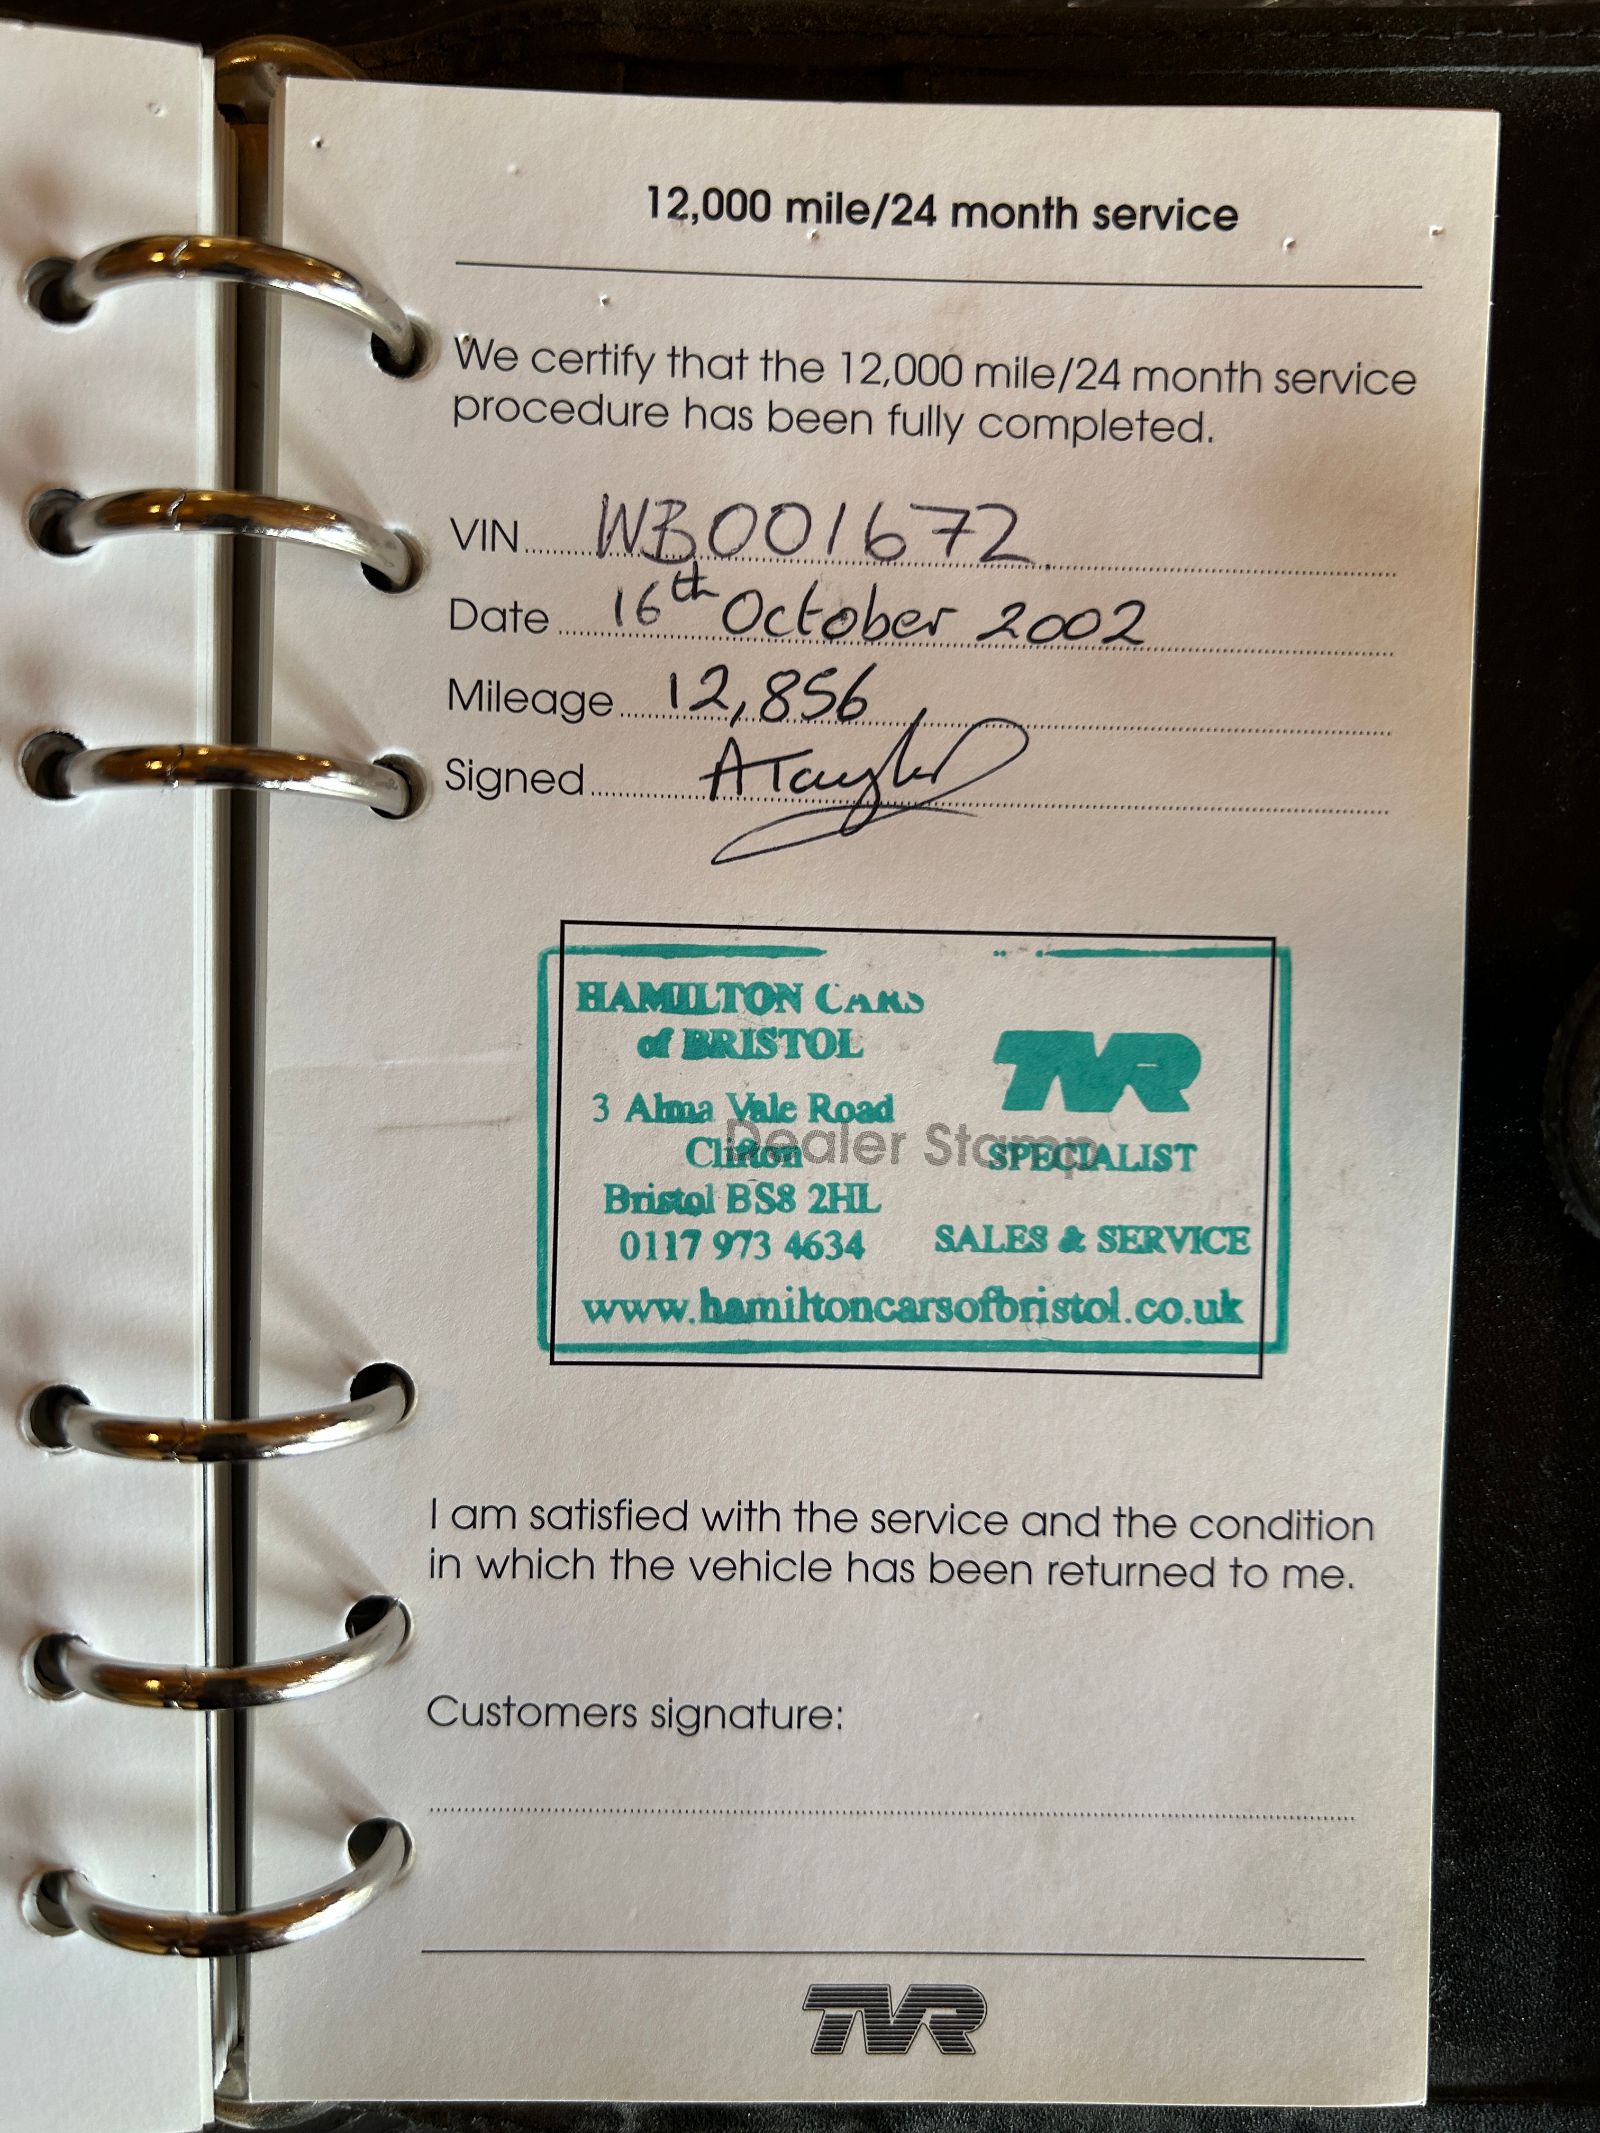 12,000 mile/24 month service
We certify that the 12,000 mile/24 month service
procedure has been fully completed.
VIN WB001672
Date 16th October 2002
Mileage 12,856
Signed ATaylor
HAMILTON CARS
of BRISTOL
3 Alma Vale Road
Clifton
Bristol BS8 2HL
0117 973 4634
TVR
SPECIALIST
SALES & SERVICE
www.hamiltoncarsofbristol.co.uk
Dealer Stamp
I am satisfied with the service and the condition
in which the vehicle has been returned to me.
Customers signature:
TVR